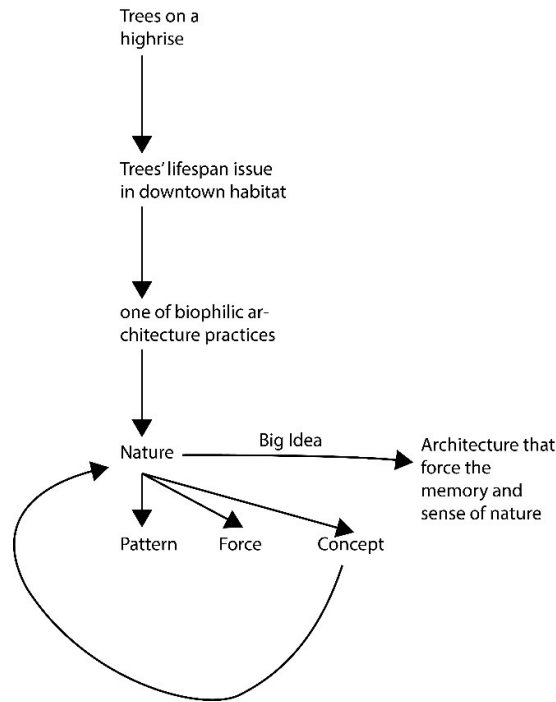 Trees on a
highrise
Trees' lifespan issue
in downtown habitat
one of biophilic ar-
chitecture practices
Nature
Big Idea
Architecture that
force the
memory and
sense of nature
Pattern
Force
Concept